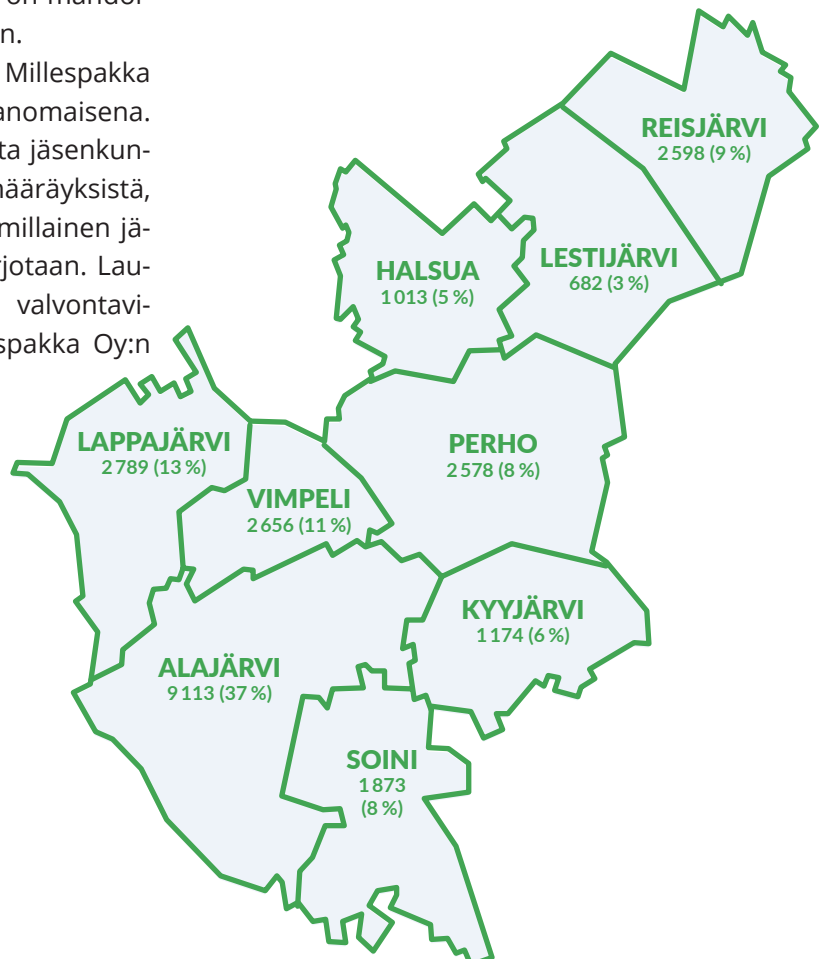 on mahdol-
n.
Millespakka
anomaisena.
ta jäsenkun-
määräyksistä,
millainen jä-
rjotaan. Lau-
valvontavi-
spakka Oy:n
REISJÄRVI
2 598 (9 %)
LESTIJÄRVI
682 (3 %)
HALSUA
1 013 (5 %)
PERHO
2 578 (8 %)
LAPPAJÄRVI
2 789 (13 %)
VIMPELI
2 656 (11 %)
KYYJÄRVI
1 174 (6 %)
ALAJÄRVI
9 113 (37 %)
SOINI
1 873
(8 %)